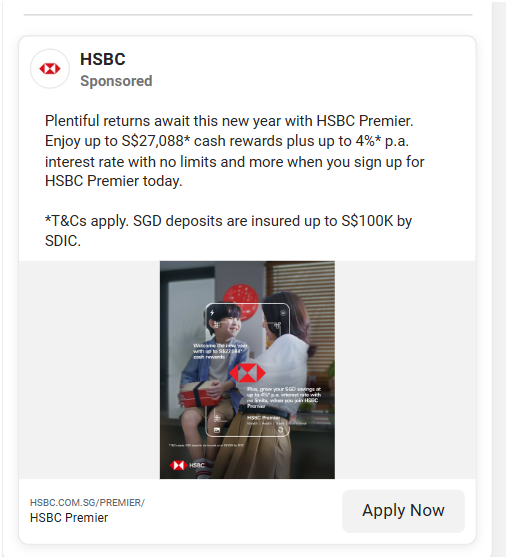 HSBC
Sponsored
Plentiful returns await this new year with HSBC Premier.
Enjoy up to S$27,088* cash rewards plus up to 4%* p.a.
interest rate with no limits and more when you sign up for
HSBC Premier today.
*T&Cs apply. SGD deposits are insured up to S$100K by
SDIC.
Welcome the new year
with up to S$27,088*
cash rewards
Plus, grow your SGD savings at
up to 4%* p.a. interest rate with
no limits, when you join HSBC
Premier
HSBC Premier
HSBC
HSBC.COM.SG/PREMIER/
HSBC Premier
Apply Now